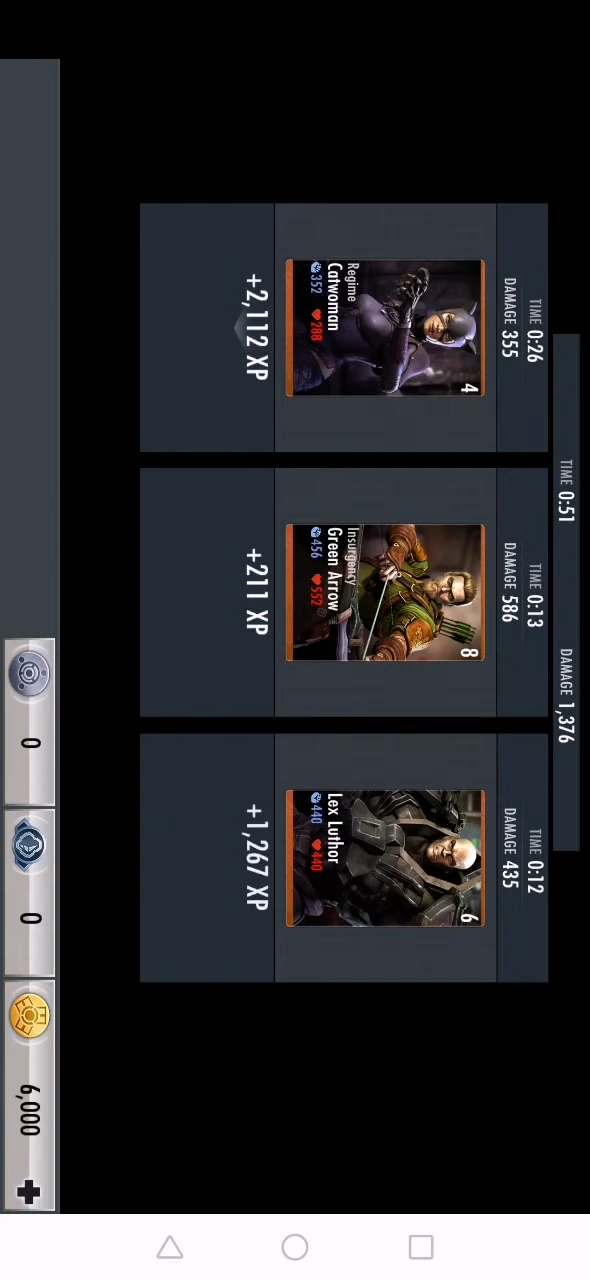 TIME 0:51 DAMAGE 1,376
TIME 0:26
DAMAGE 355
4
Regime
Catwoman
352 288
+2,112 XP
TIME 0:13
DAMAGE 586
8
Insurgency
Green Arrow
456 552
+211 XP
TIME 0:12
DAMAGE 435
6
Lex Luthor
440 440
+1,267 XP
0
0
6,000